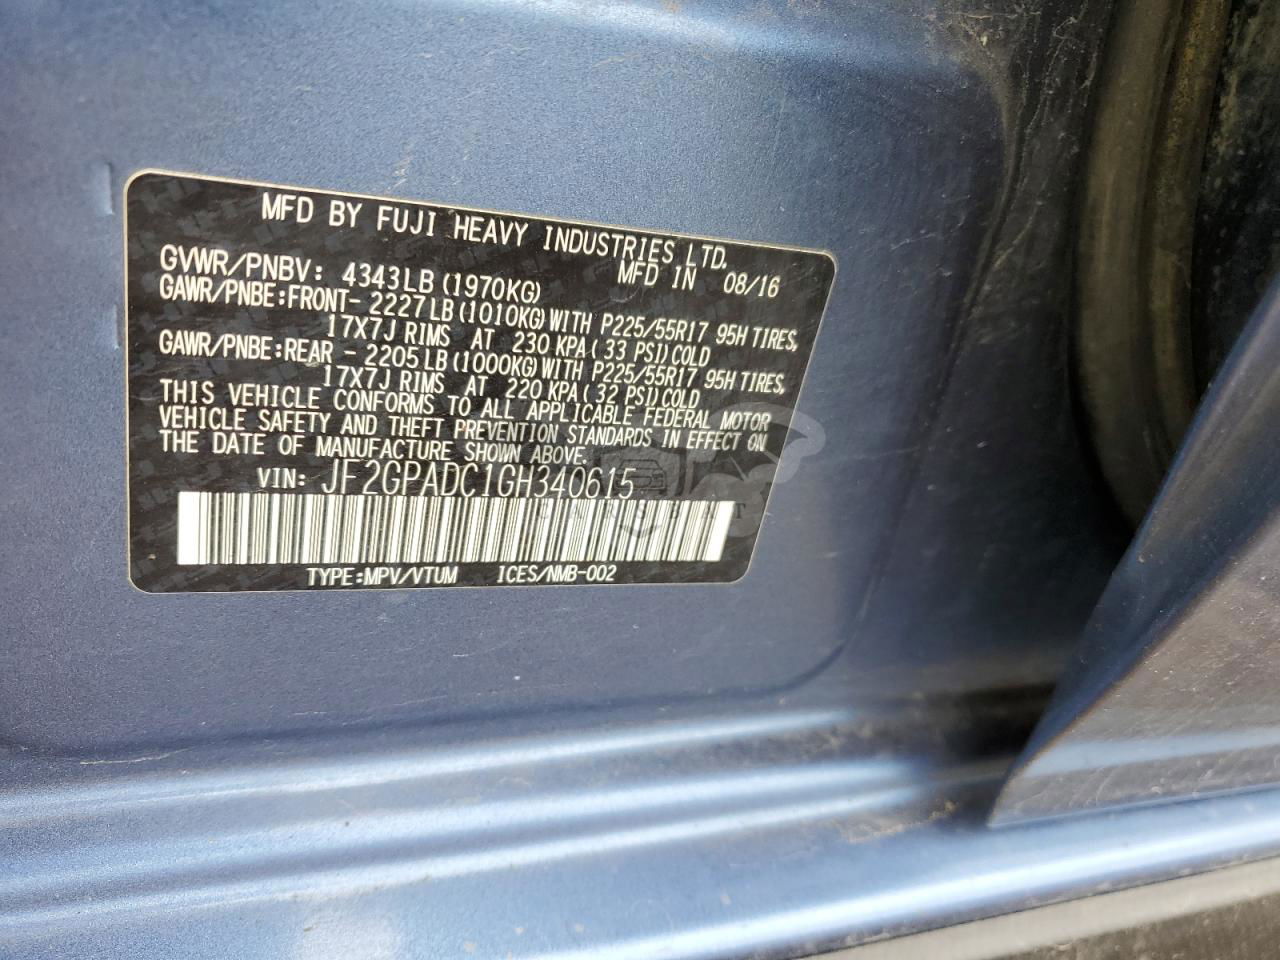 MFD BY FUJI HEAVY INDUSTRIES LTD.
MFD IN 08/16
GVWR/PNBV: 4343LB(1970KG)
GAWR/PNBE:FRONT- 2227LB(1010KG)WITH P225/55R17 95H TIRES,
17X7J RIMS AT 230 KPA( 33 PSI)COLD
GAWR/PNBE:REAR - 2205LB(1000KG)WITH P225/55R17 95H TIRES,
17X7J RIMS AT 220 KPA( 32 PSI)COLD
THIS VEHICLE CONFORMS TO ALL APPLICABLE FEDERAL MOTOR
VEHICLE SAFETY AND THEFT PREVENTION STANDARDS IN EFFECT ON
THE DATE OF MANUFACTURE SHOWN ABOVE.
VIN: JF2GPADC1GH340615
TYPE:MPV/VTUM ICES/NMB-002